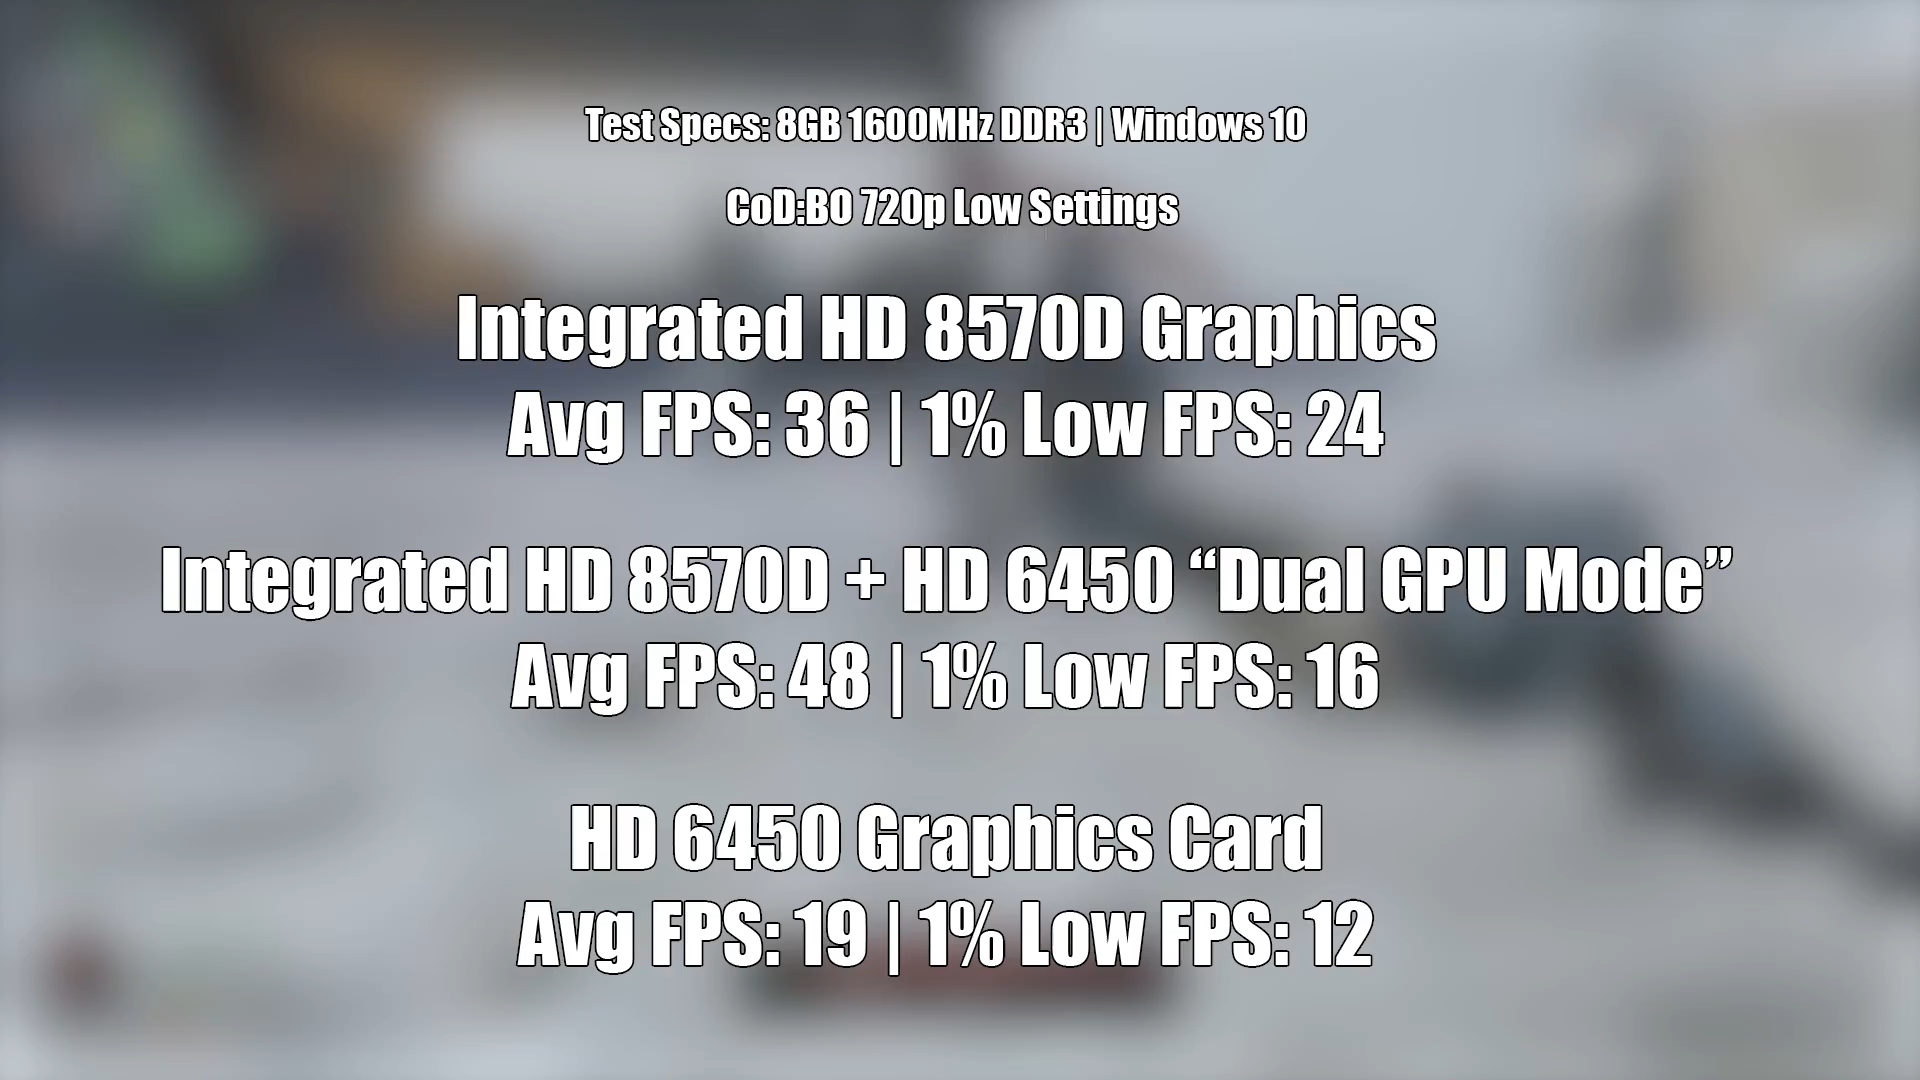 Test Specs: 8GB 1600MHz DDR3 | Windows 10
CoD:BO 720p Low Settings
Integrated HD 8570D Graphics
Avg FPS: 36 | 1% Low FPS: 24
Integrated HD 8570D + HD 6450 “Dual GPU Mode”
Avg FPS: 48 | 1% Low FPS: 16
HD 6450 Graphics Card
Avg FPS: 19 | 1% Low FPS: 12